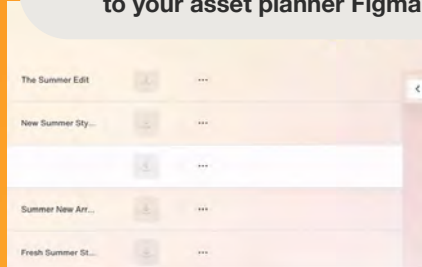 to your asset planner Figma
The Summer Edit
New Summer Sty...
Summer New Arr...
Fresh Summer St...